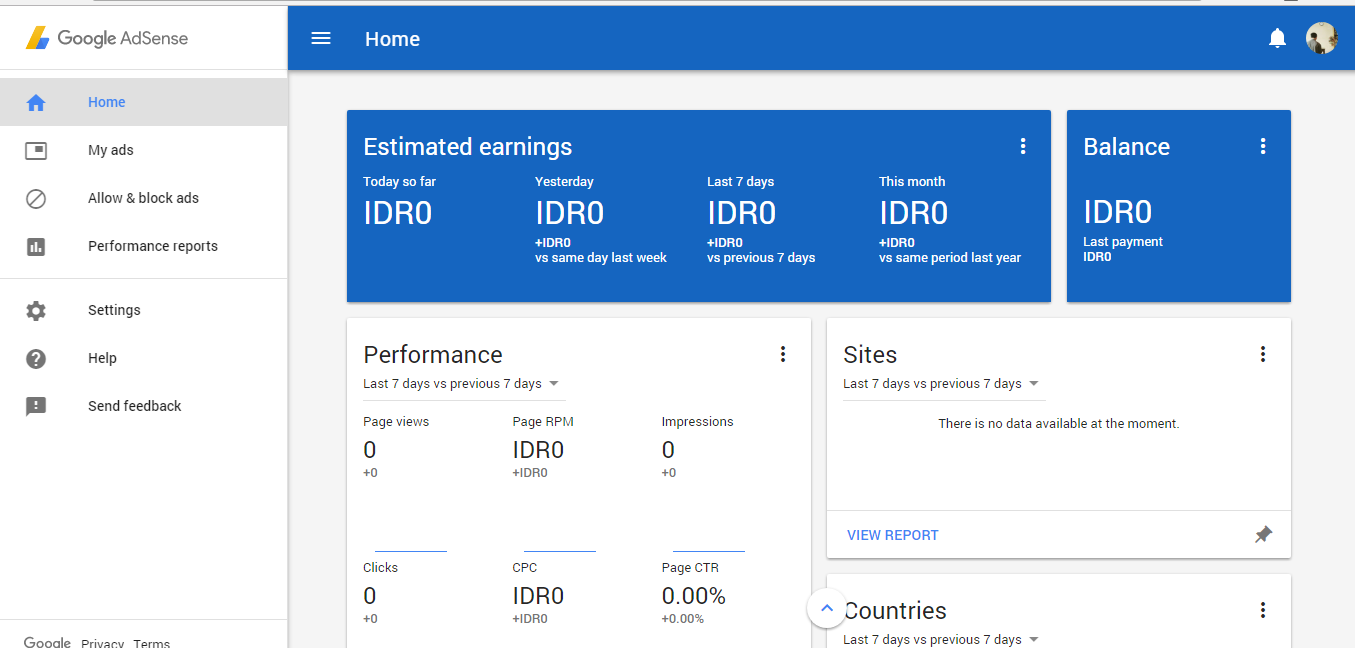 Google AdSense
Home
My ads
Allow & block ads
Performance reports
Settings
Help
Send feedback
Google Privacy Terms
Home
Estimated earnings
Today so far
IDR0
Yesterday
IDR0
+IDR0
vs same day last week
Last 7 days
IDR0
+IDR0
vs previous 7 days
This month
IDR0
+IDR0
vs same period last year
Balance
IDR0
Last payment
IDR0
Performance
Last 7 days vs previous 7 days
Page views
0
+0
Page RPM
IDR0
+IDR0
Impressions
0
+0
Clicks
0
+0
CPC
IDR0
+IDR0
Page CTR
0.00%
+0.00%
Sites
Last 7 days vs previous 7 days
There is no data available at the moment.
VIEW REPORT
Countries
Last 7 days vs previous 7 days